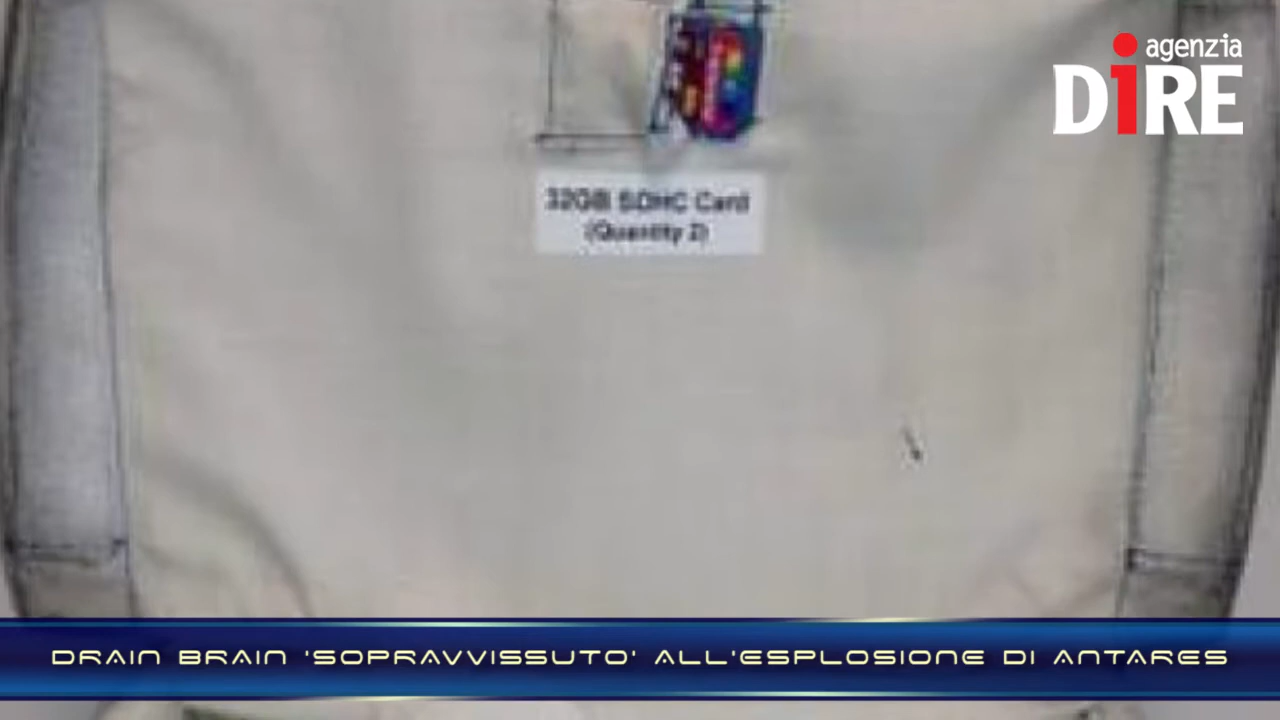 agenzia
DiRE
32GB SDHC Card
(Quantity 2)
DRAIN BRAIN 'SOPRAVVISSUTO' ALL'ESPLOSIONE DI ANTARES